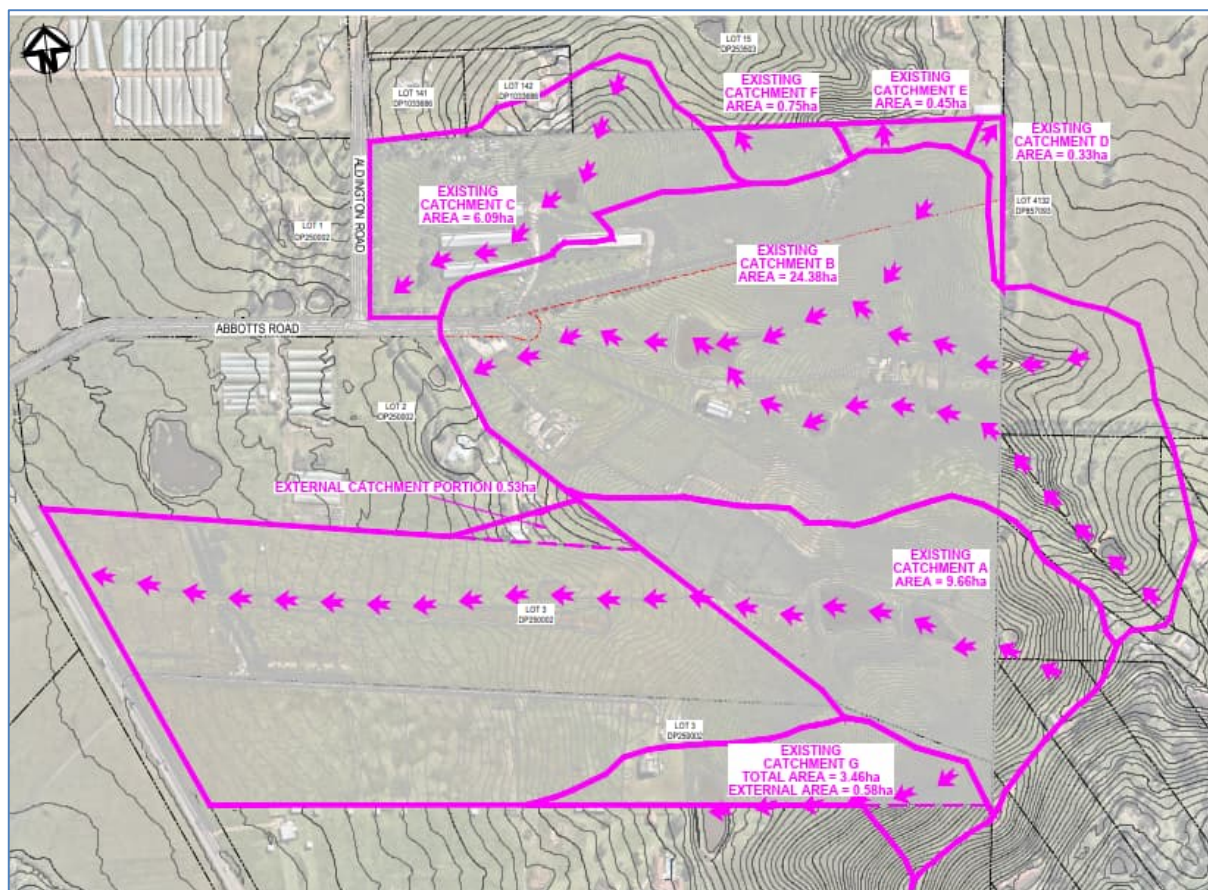 N
LOT 15
DP253503
LOT 141
DP1033686
LOT 142
DP1033686
EXISTING
CATCHMENT F
AREA = 0.75ha
EXISTING
CATCHMENT E
AREA = 0.45ha
EXISTING
CATCHMENT D
AREA = 0.33ha
ALDINGTON ROAD
EXISTING
CATCHMENT C
AREA = 6.09ha
LOT 4132
DP857093
LOT 1
DP250002
EXISTING
CATCHMENT B
AREA = 24.38ha
ABBOTTS ROAD
LOT 2
DP250002
EXTERNAL CATCHMENT PORTION 0.53ha
EXISTING
CATCHMENT A
AREA = 9.66ha
LOT 3
DP250002
LOT 3
DP250002
EXISTING
CATCHMENT G
TOTAL AREA = 3.46ha
EXTERNAL AREA = 0.58ha